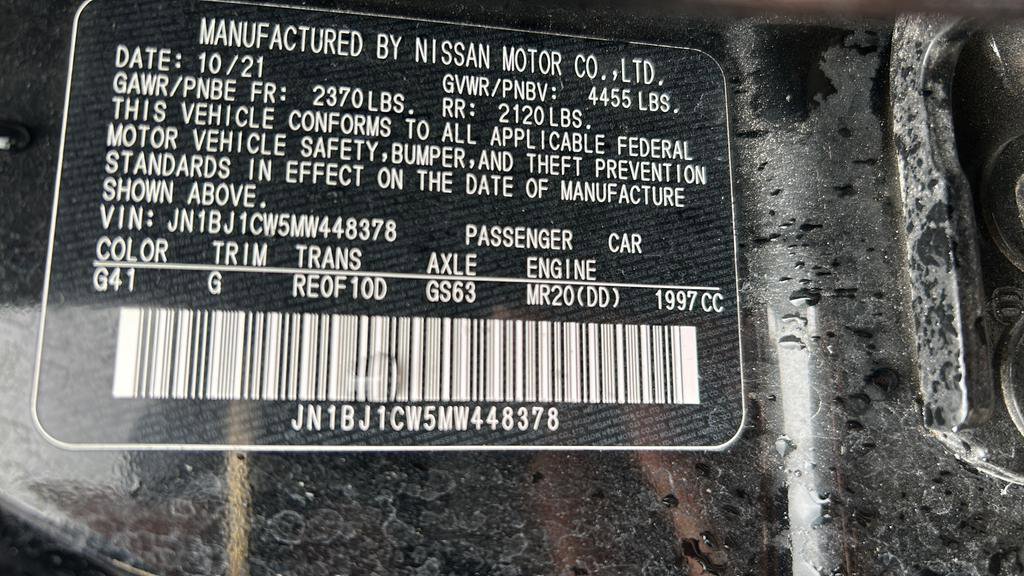 MANUFACTURED BY NISSAN MOTOR CO.,LTD.
DATE: 10/21 GVWR/PNBV: 4455 LBS.
GAWR/PNBE FR: 2370LBS. RR: 2120LBS.
THIS VEHICLE CONFORMS TO ALL APPLICABLE FEDERAL
MOTOR VEHICLE SAFETY,BUMPER,AND THEFT PREVENTION
STANDARDS IN EFFECT ON THE DATE OF MANUFACTURE
SHOWN ABOVE.
VIN: JN1BJ1CW5MW448378 PASSENGER CAR
COLOR TRIM TRANS AXLE ENGINE
G41 G REOF10D GS63 MR20(DD) 1997CC
JN1BJ1CW5MW448378